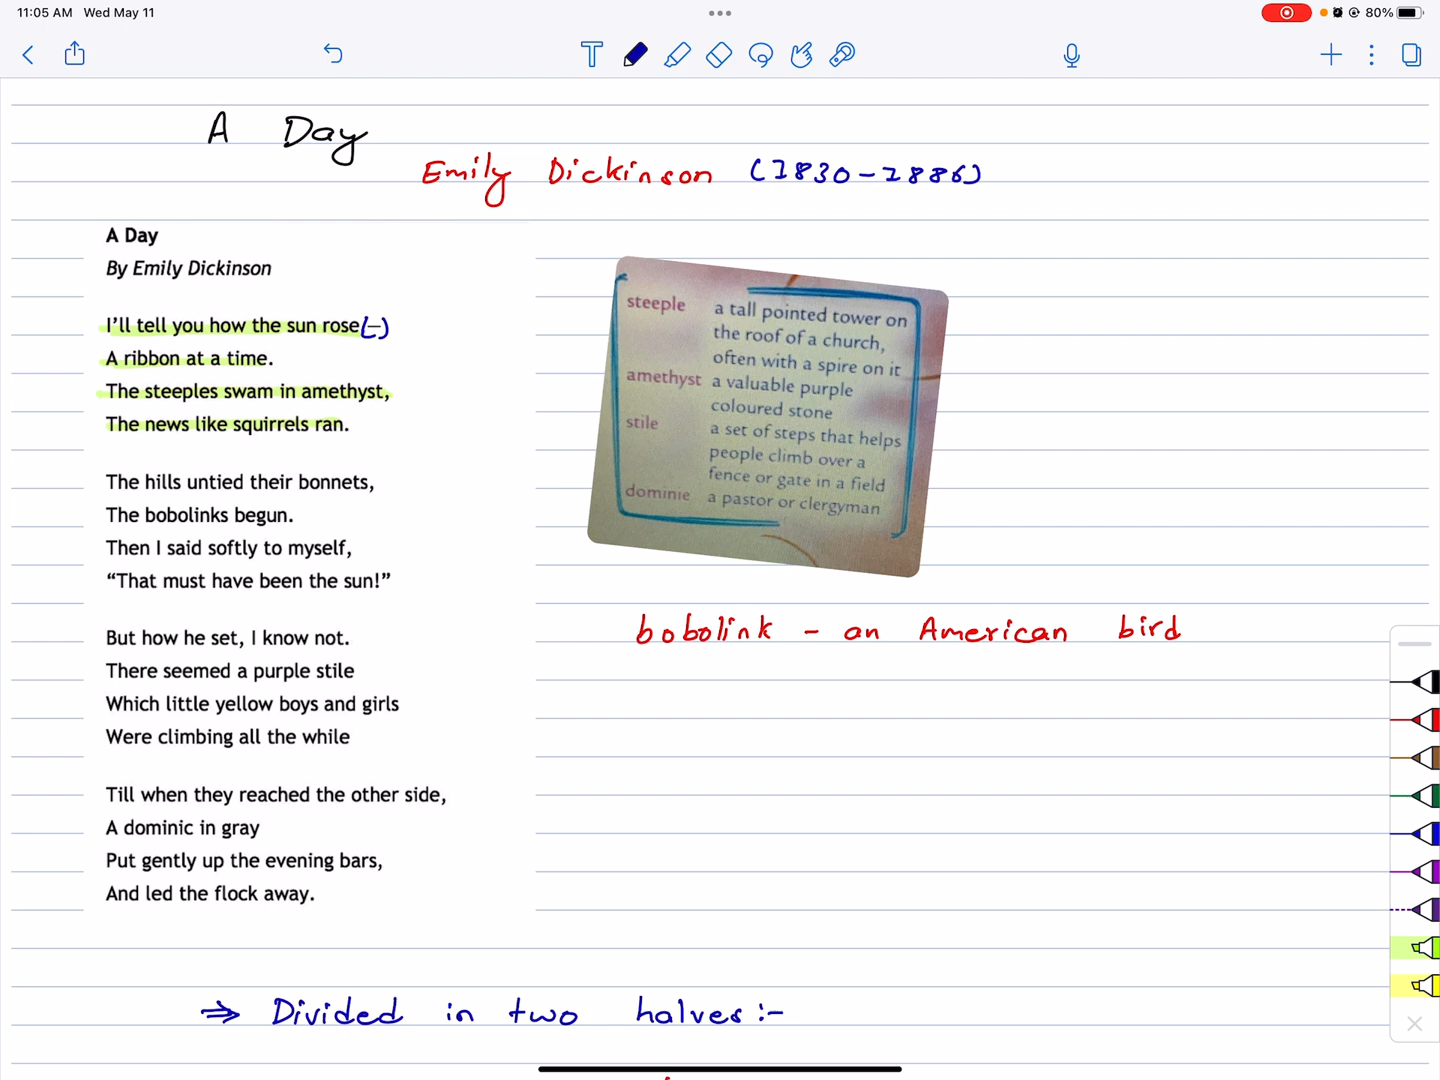 11:05 AM Wed May 11
80%
A Day
Emily Dickinson (1830-1886)
A Day
By Emily Dickinson
I'll tell you how the sun rose (–)
A ribbon at a time.
The steeples swam in amethyst,
The news like squirrels ran.
The hills untied their bonnets,
The bobolinks begun.
Then I said softly to myself,
“That must have been the sun!”
But how he set, I know not.
There seemed a purple stile
Which little yellow boys and girls
Were climbing all the while
Till when they reached the other side,
A dominic in gray
Put gently up the evening bars,
And led the flock away.
steeple a tall pointed tower on
the roof of a church,
often with a spire on it
amethyst a valuable purple
coloured stone
stile a set of steps that helps
people climb over a
fence or gate in a field
dominie a pastor or clergyman
bobolink - an American bird
⇒ Divided in two halves:-